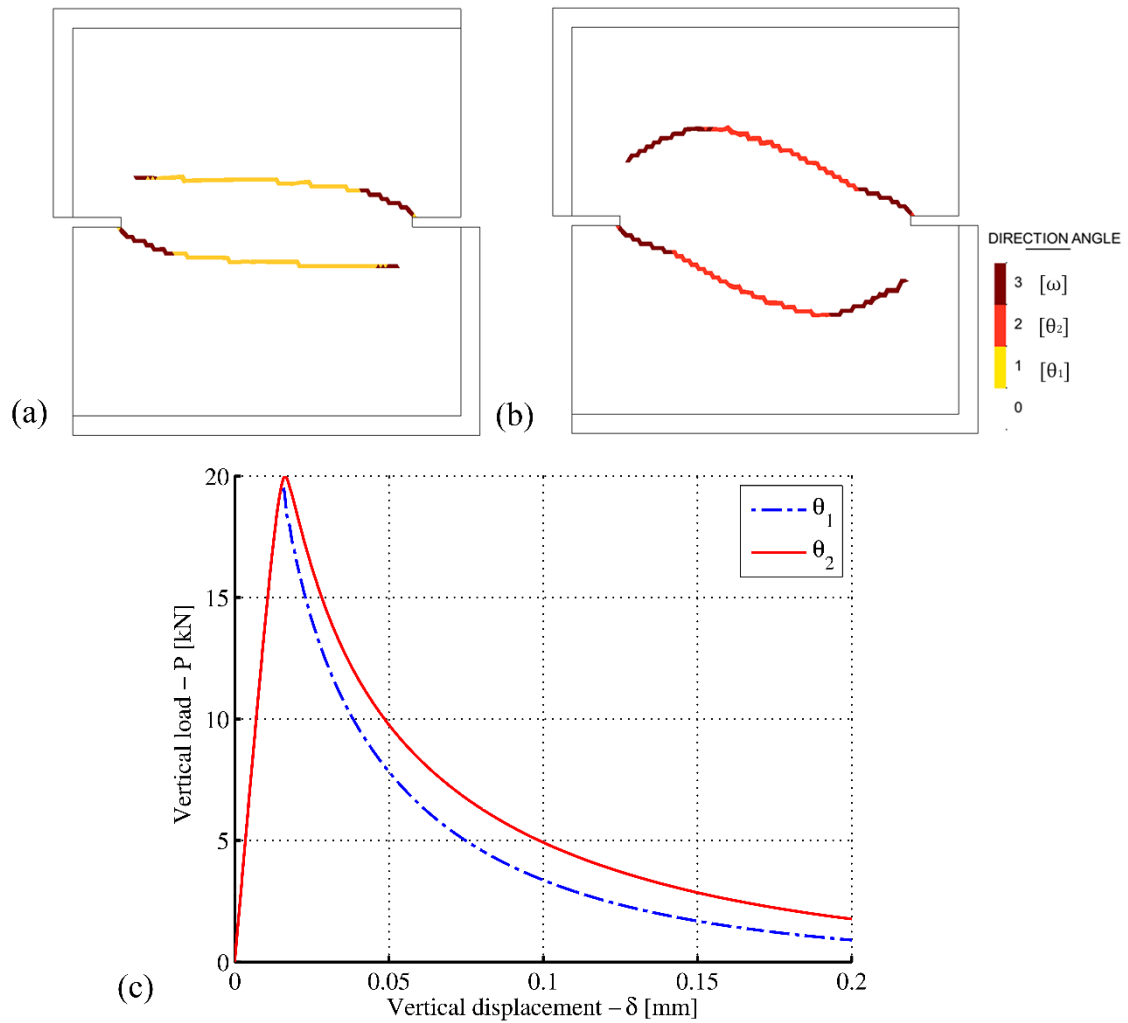 DIRECTION ANGLE
3 [ω]
2 [θ2]
1 [θ1]
0
(a)
(b)
20
15
10
5
0
Vertical load – P [kN]
θ1
θ2
0 0.05 0.1 0.15 0.2
Vertical displacement – δ [mm]
(c)